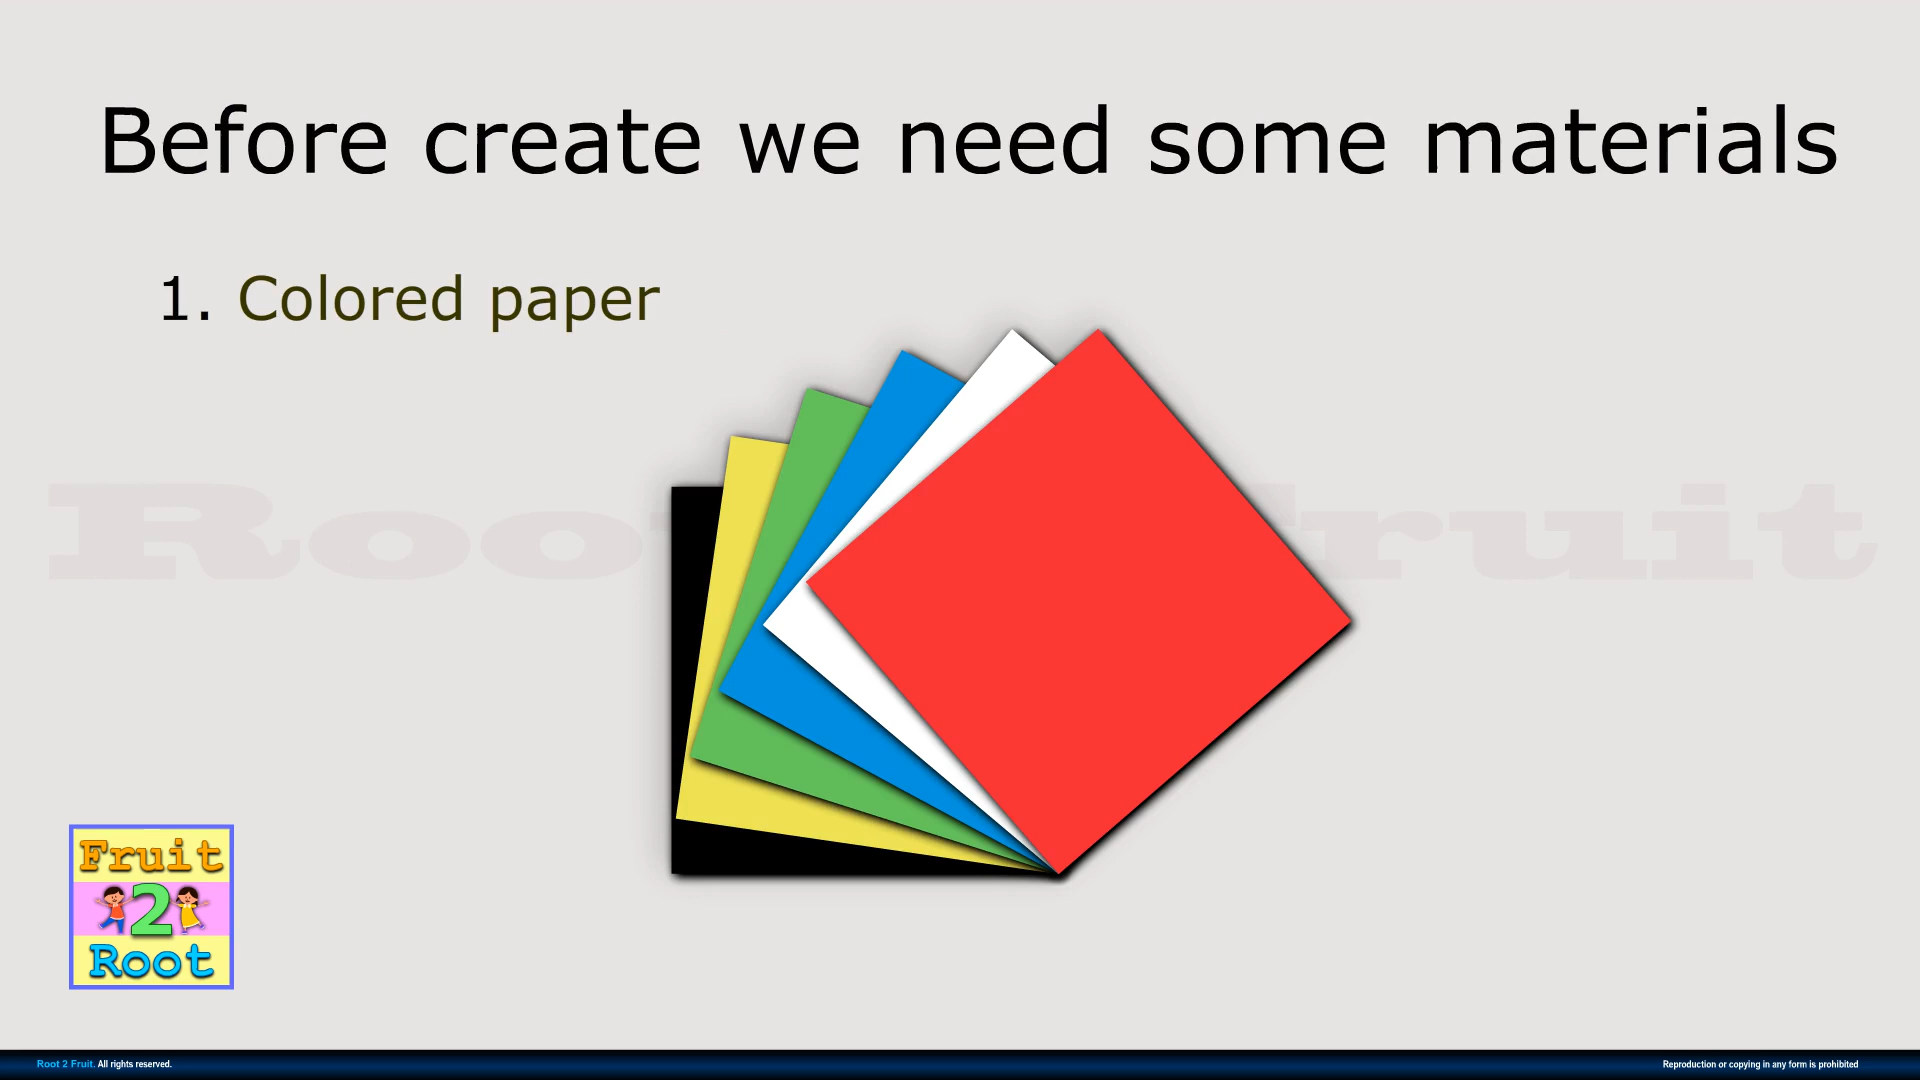 Before create we need some materials
1. Colored paper
Fruit
2
Root
Root 2 Fruit. All rights reserved.
Reproduction or copying in any form is prohibited